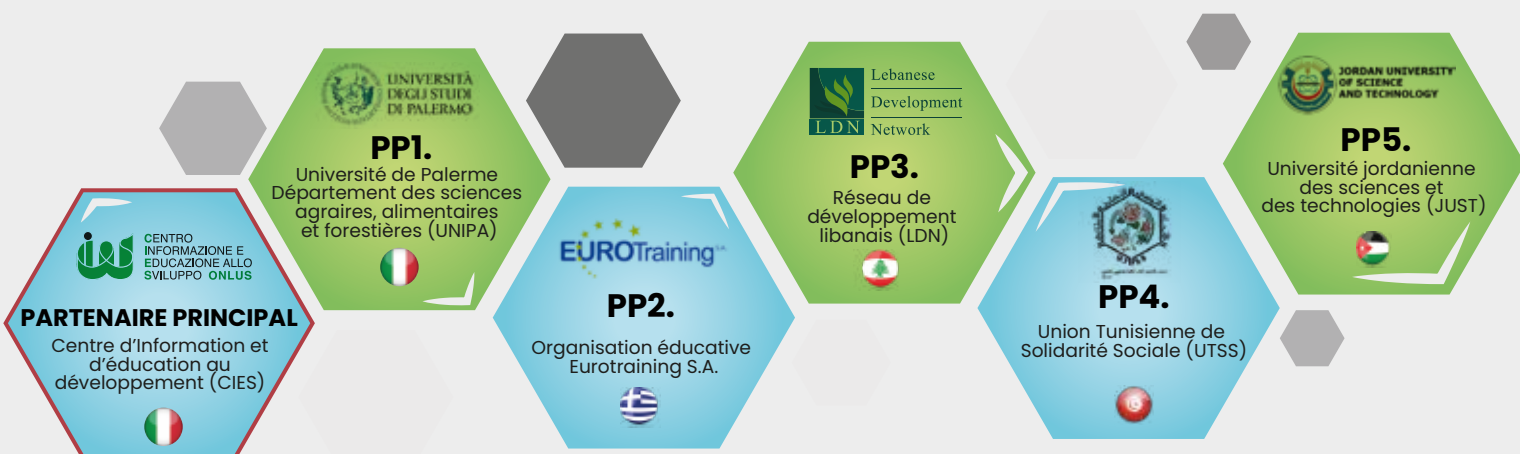 CENTRO
INFORMAZIONE E
EDUCAZIONE ALLO
SVILUPPO ONLUS
PARTENAIRE PRINCIPAL
Centre d’Information et
d’éducation au
développement (CIES)
UNIVERSITÀ
DEGLI STUDI
DI PALERMO
PP1.
Université de Palerme
Département des sciences
agraires, alimentaires
et forestières (UNIPA)
EUROTraining S.A.
PP2.
Organisation éducative
Eurotraining S.A.
LDN
Lebanese
Development
Network
PP3.
Réseau de
développement
libanais (LDN)
PP4.
Union Tunisienne de
Solidarité Sociale (UTSS)
JORDAN UNIVERSITY
OF SCIENCE
AND TECHNOLOGY
PP5.
Université jordanienne
des sciences et
des technologies (JUST)